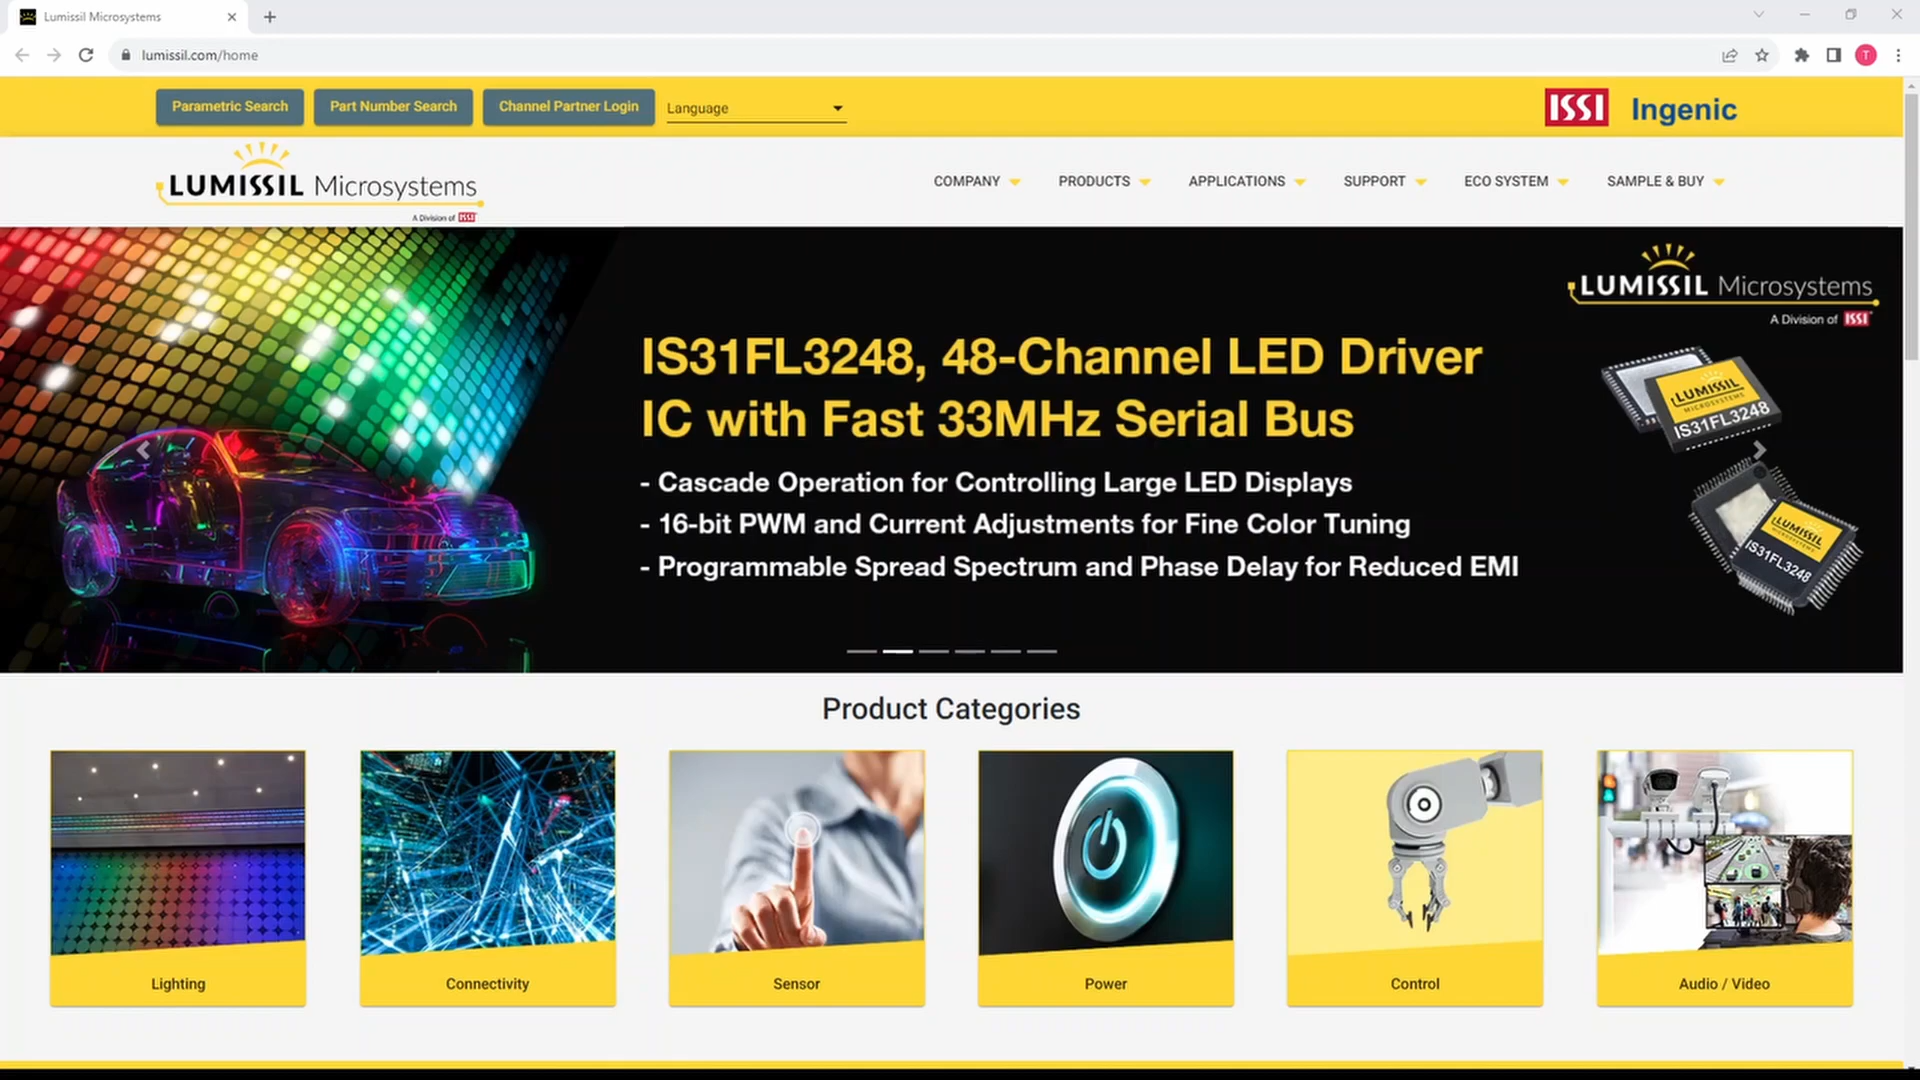 Lumissil Microsystems
lumissil.com/home
T
Parametric Search
Part Number Search
Channel Partner Login
Language
ISSI
Ingenic
LUMISSIL Microsystems
A Division of ISSI
COMPANY
PRODUCTS
APPLICATIONS
SUPPORT
ECO SYSTEM
SAMPLE & BUY
LUMISSIL Microsystems
A Division of ISSI
IS31FL3248, 48-Channel LED Driver
IC with Fast 33MHz Serial Bus
- Cascade Operation for Controlling Large LED Displays
- 16-bit PWM and Current Adjustments for Fine Color Tuning
- Programmable Spread Spectrum and Phase Delay for Reduced EMI
LUMISSIL
MICROSYSTEMS
IS31FL3248
LUMISSIL
MICROSYSTEMS
IS31FL3248
Product Categories
Lighting
Connectivity
Sensor
Power
Control
Audio / Video